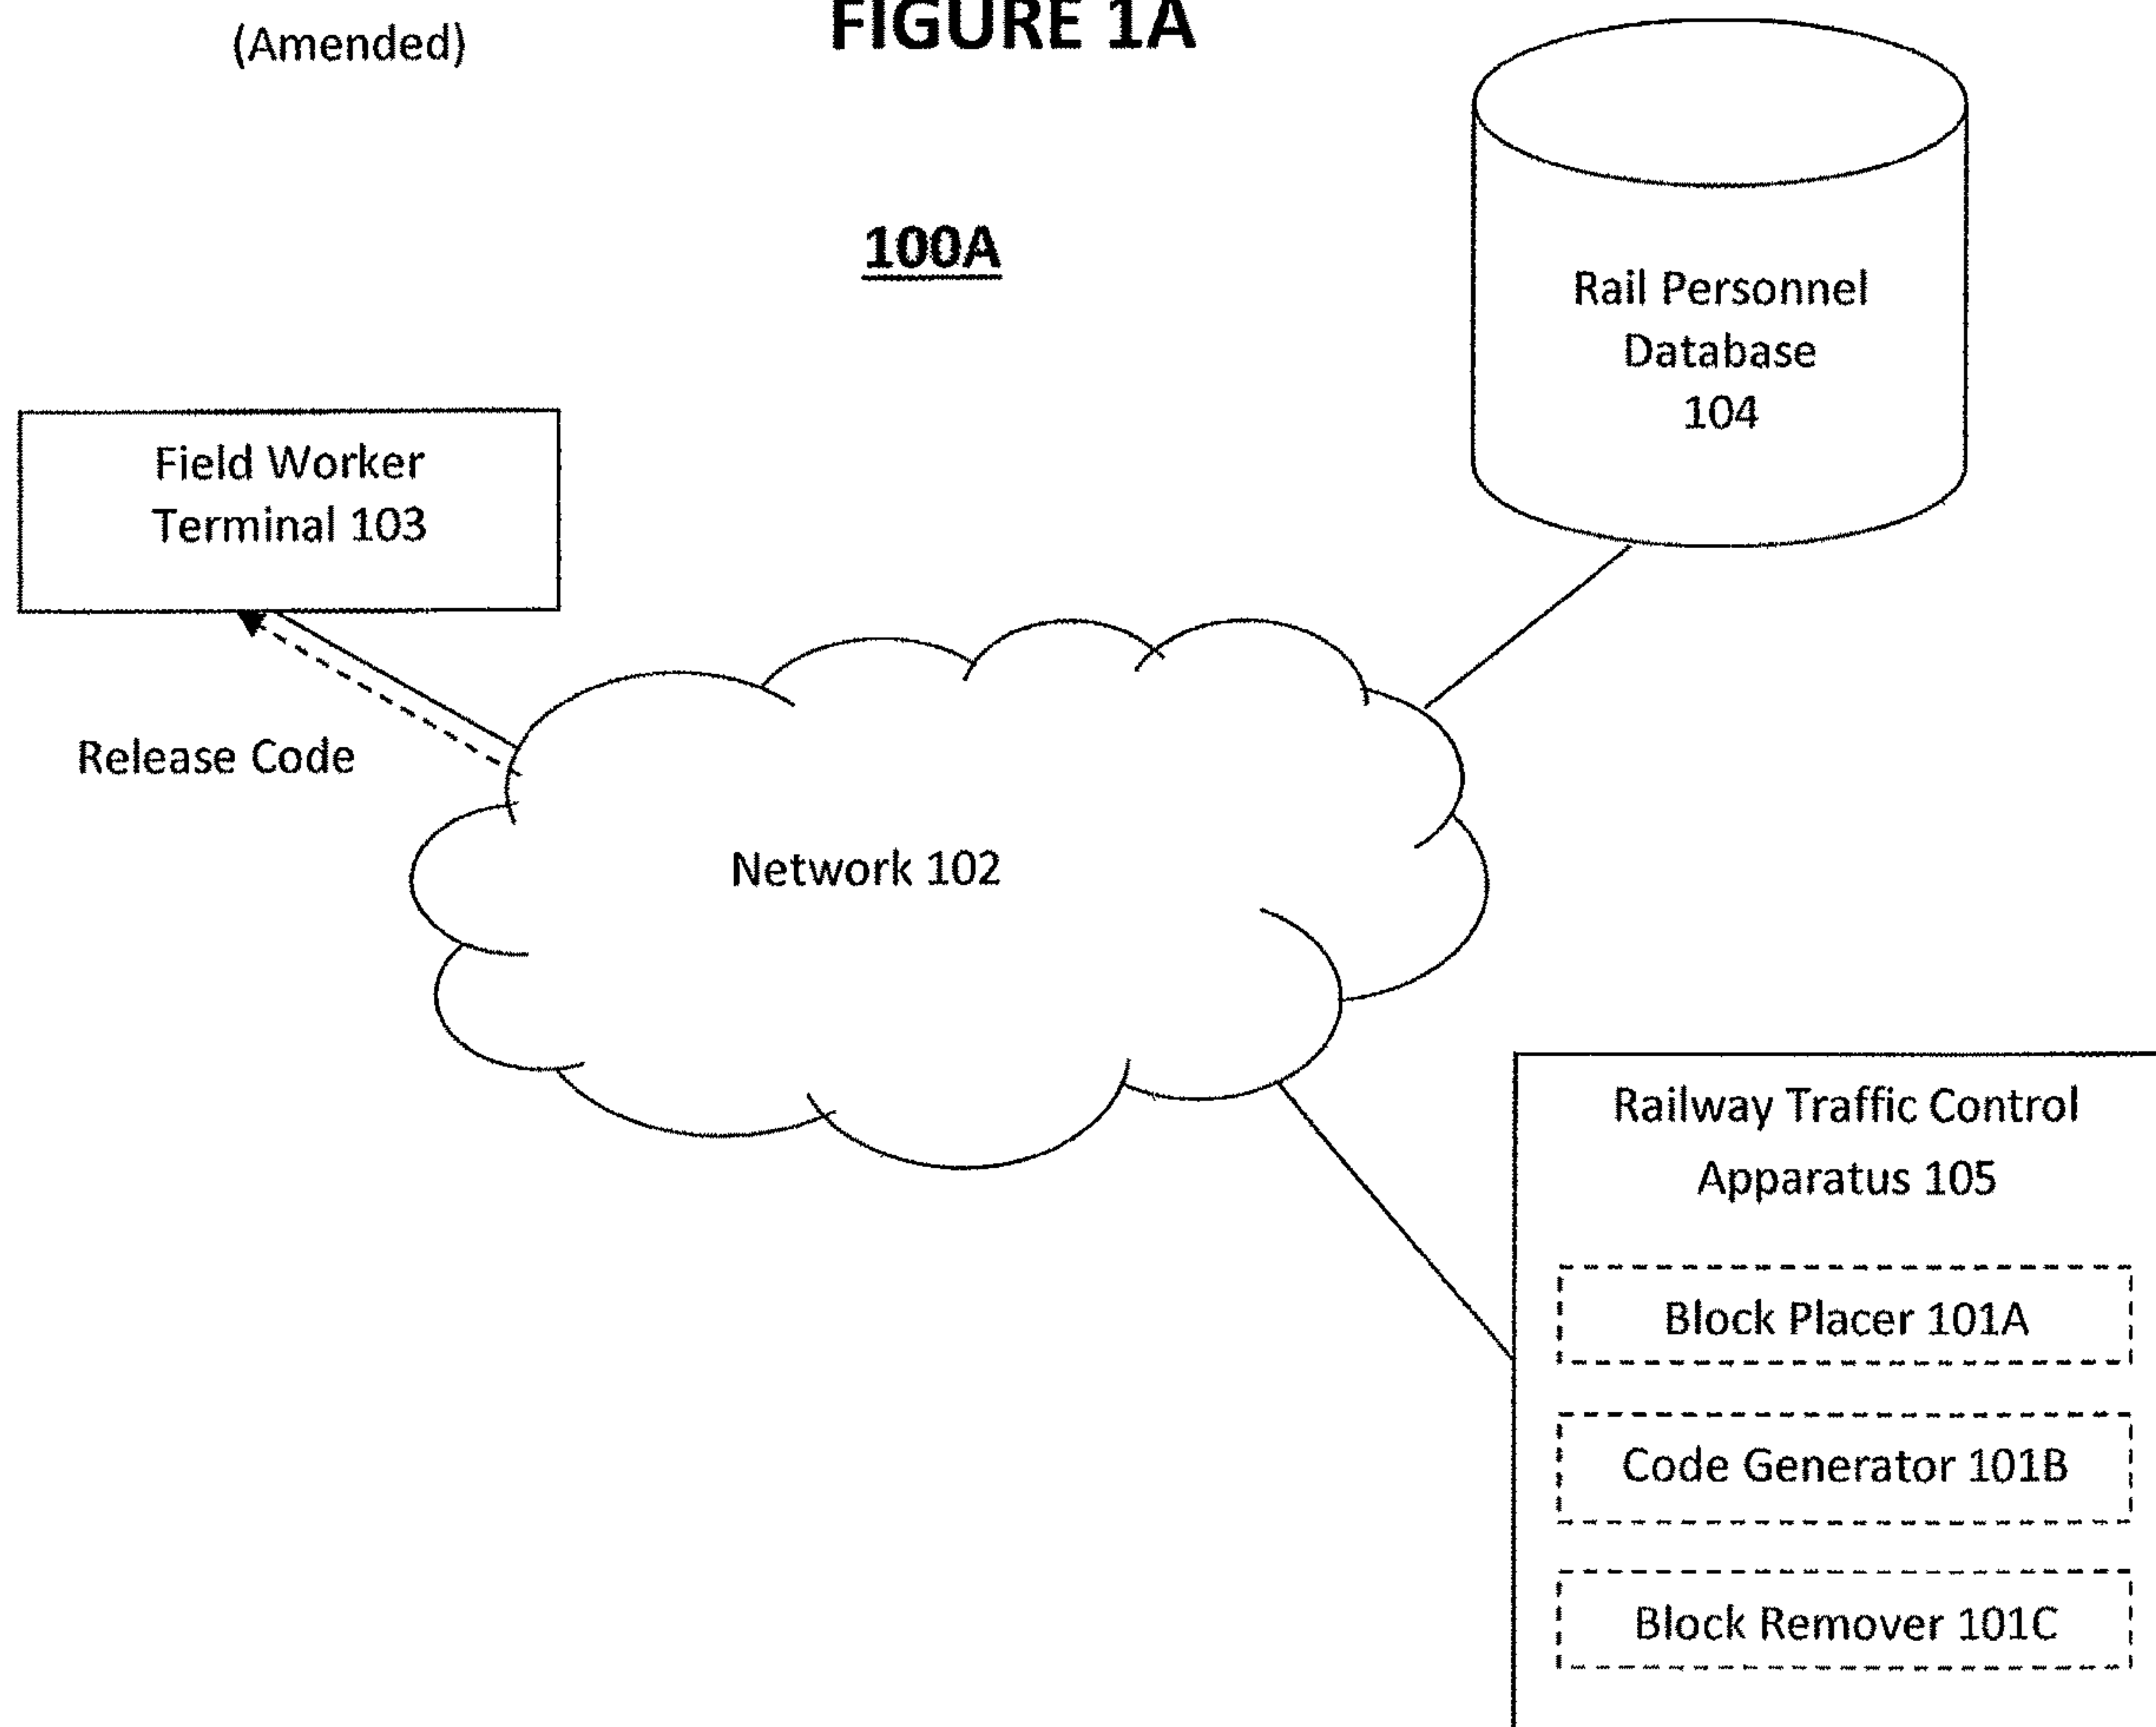 (Amended)
FIGURE 1A
100A
Rail Personnel
Database
104
Field Worker
Terminal 103
Release Code
Network 102
Railway Traffic Control
Apparatus 105
Block Placer 101A
Code Generator 101B
Block Remover 101C